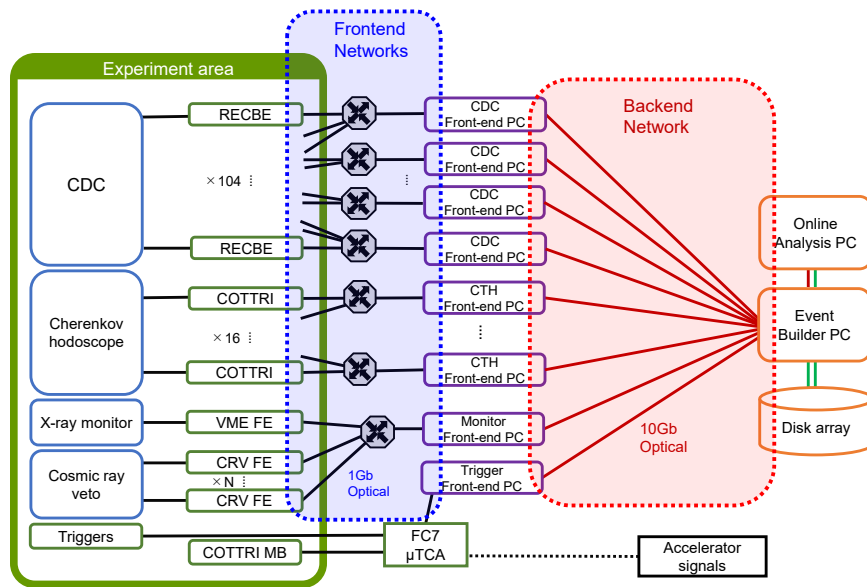 Frontend
Networks
Experiment area
Backend
Network
CDC
RECBE
×104
RECBE
CDC
Front-end PC
CDC
Front-end PC
CDC
Front-end PC
CDC
Front-end PC
Online
Analysis PC
Cherenkov
hodoscope
COTTRI
×16
COTTRI
CTH
Front-end PC
CTH
Front-end PC
Event
Builder PC
X-ray monitor
VME FE
Monitor
Front-end PC
10Gb
Optical
Disk array
Cosmic ray
veto
CRV FE
×N
CRV FE
1Gb
Optical
Trigger
Front-end PC
Triggers
COTTRI MB
FC7
μTCA
Accelerator
signals